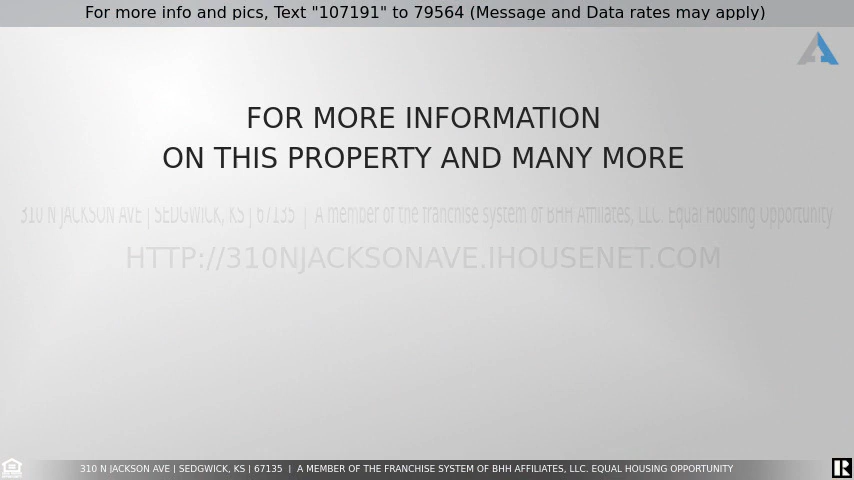 For more info and pics, Text "107191" to 79564 (Message and Data rates may apply)
FOR MORE INFORMATION
ON THIS PROPERTY AND MANY MORE
310 N JACKSON AVE | SEDGWICK, KS | 67135 | A member of the franchise system of BHH Affiliates, LLC. Equal Housing Opportunity
HTTP://310NJACKSONAVE.IHOUSENET.COM
310 N JACKSON AVE | SEDGWICK, KS | 67135 | A MEMBER OF THE FRANCHISE SYSTEM OF BHH AFFILIATES, LLC. EQUAL HOUSING OPPORTUNITY